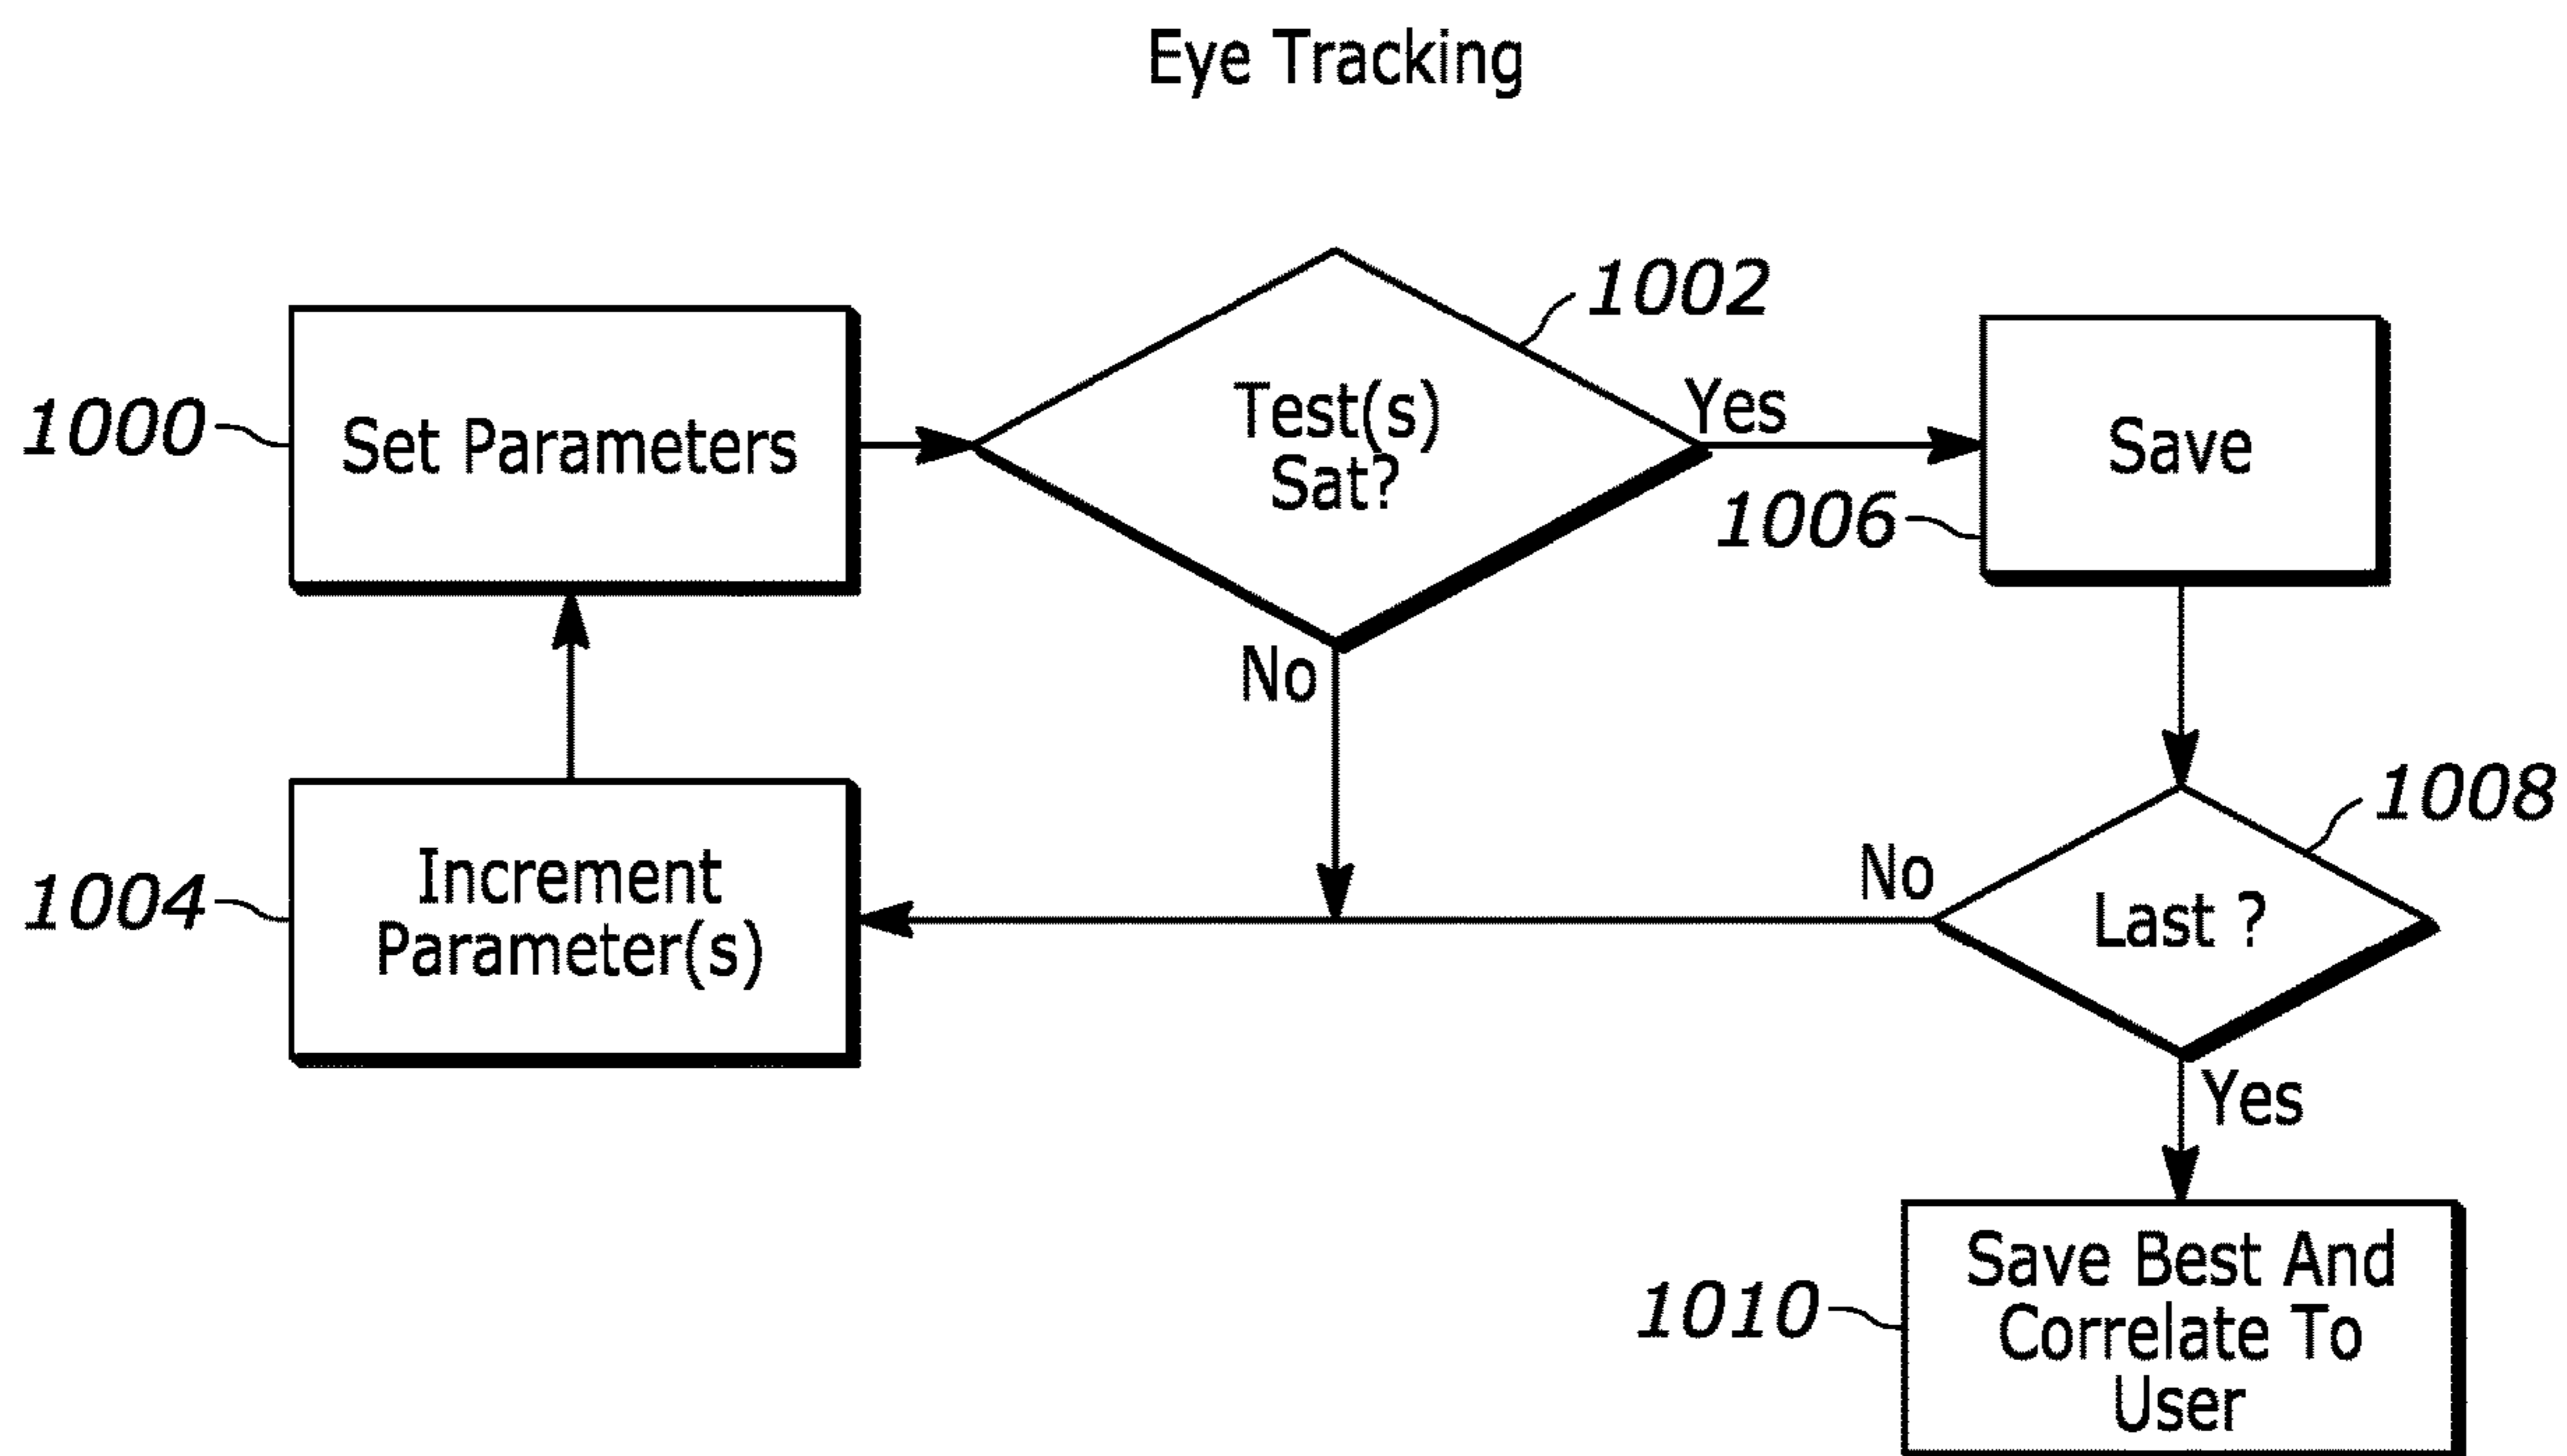 Eye Tracking
1000
Set Parameters
1002
Test(s)
Sat?
Yes
No
1006
Save
1004
Increment
Parameter(s)
1008
Last ?
No
Yes
1010
Save Best And
Correlate To
User